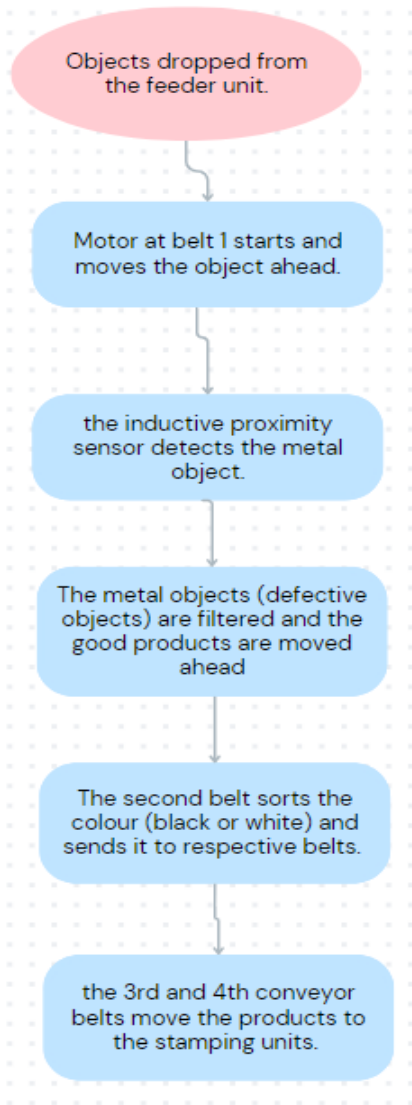 Objects dropped from
the feeder unit.
Motor at belt 1 starts and
moves the object ahead.
the inductive proximity
sensor detects the metal
object.
The metal objects (defective
objects) are filtered and the
good products are moved
ahead
The second belt sorts the
colour (black or white) and
sends it to respective belts.
the 3rd and 4th conveyor
belts move the products to
the stamping units.